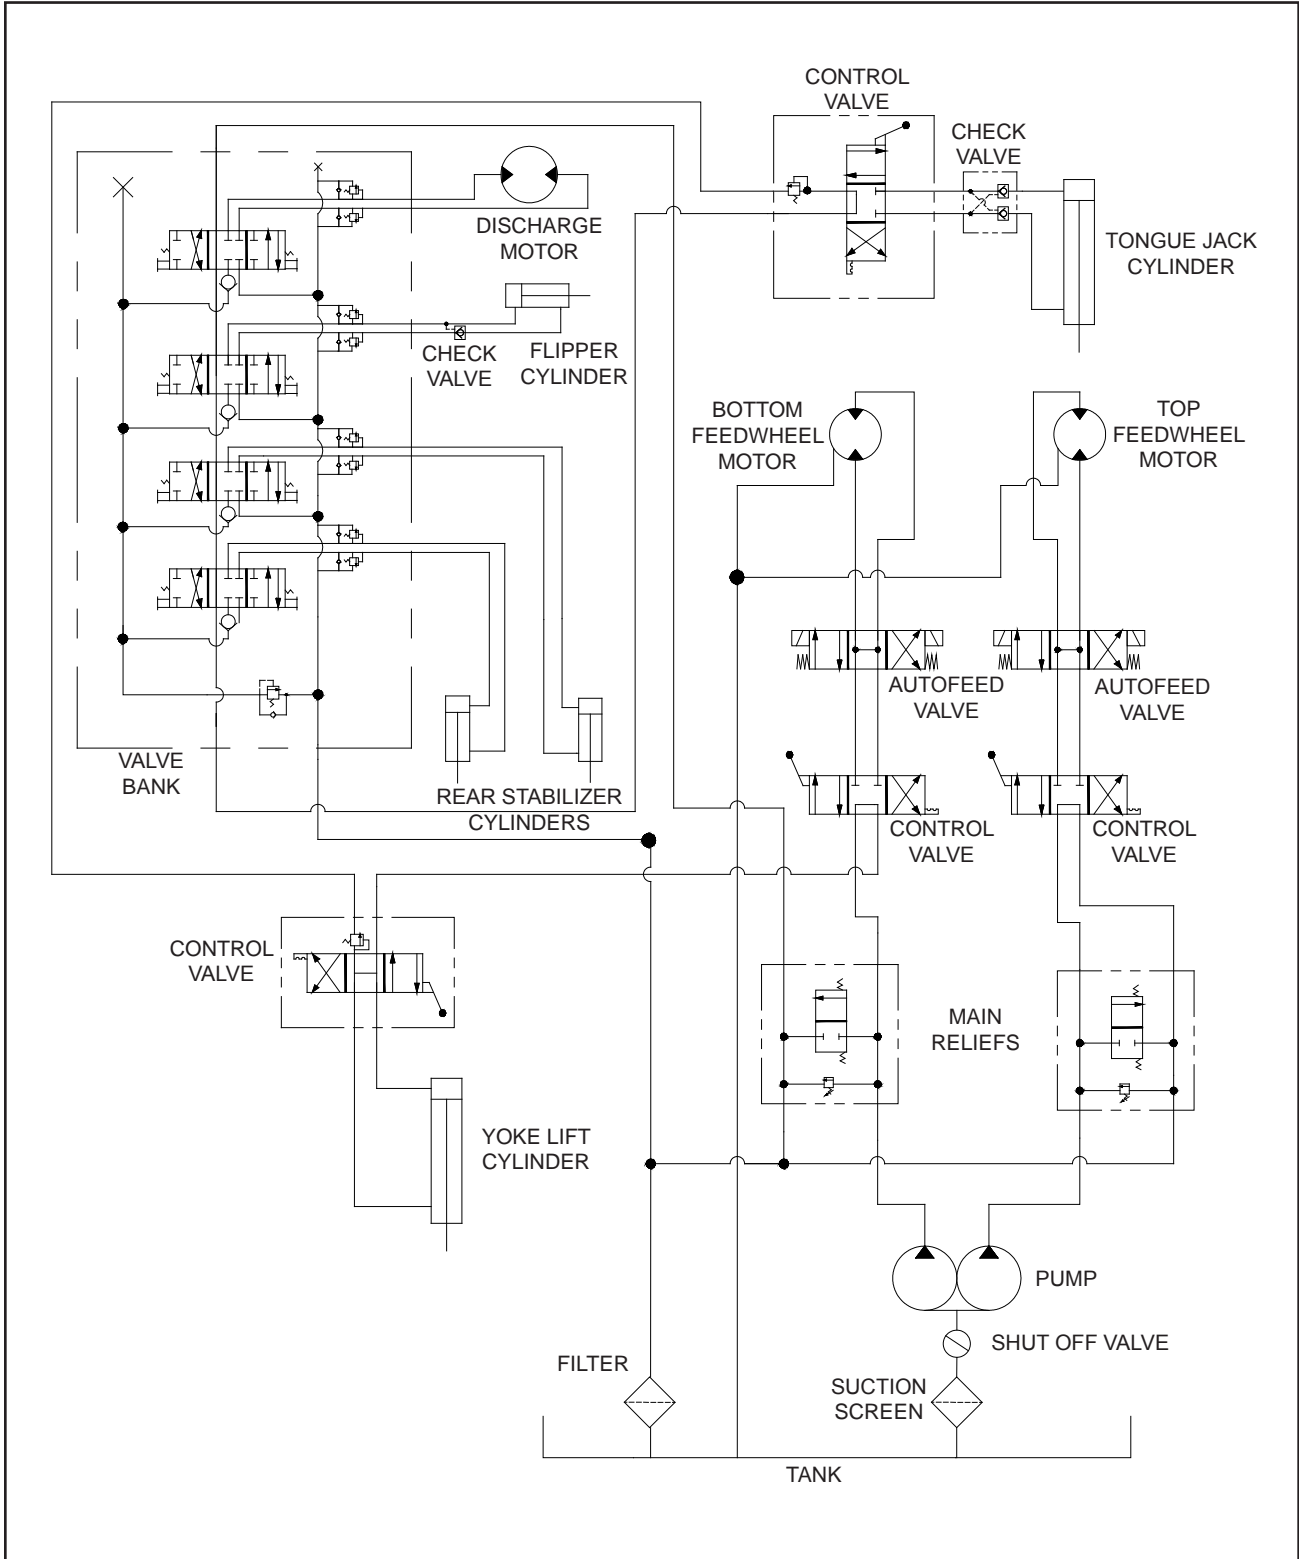 CONTROL
VALVE
CHECK
VALVE
DISCHARGE
MOTOR
TONGUE JACK
CYLINDER
CHECK
VALVE
FLIPPER
CYLINDER
BOTTOM
FEEDWHEEL
MOTOR
TOP
FEEDWHEEL
MOTOR
AUTOFEED
VALVE
AUTOFEED
VALVE
VALVE
BANK
REAR STABILIZER
CYLINDERS
CONTROL
VALVE
CONTROL
VALVE
CONTROL
VALVE
MAIN
RELIEFS
YOKE LIFT
CYLINDER
PUMP
SHUT OFF VALVE
FILTER
SUCTION
SCREEN
TANK